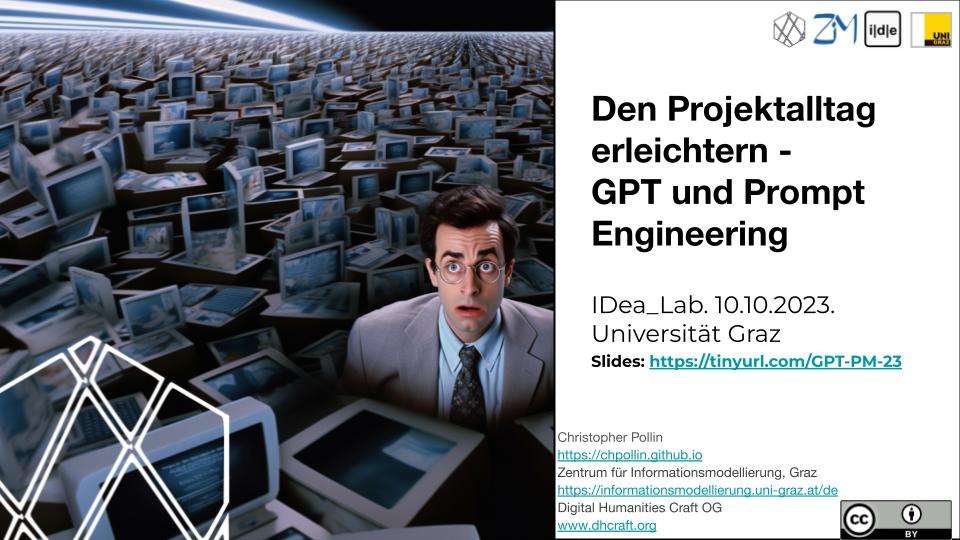 ZIM
i|d|e
UNI
GRAZ
Den Projektalltag
erleichtern -
GPT und Prompt
Engineering
IDea_Lab. 10.10.2023.
Universität Graz
Slides: https://tinyurl.com/GPT-PM-23
Christopher Pollin
https://chpollin.github.io
Zentrum für Informationsmodellierung, Graz
https://informationsmodellierung.uni-graz.at/de
Digital Humanities Craft OG
www.dhcraft.org
cc
BY